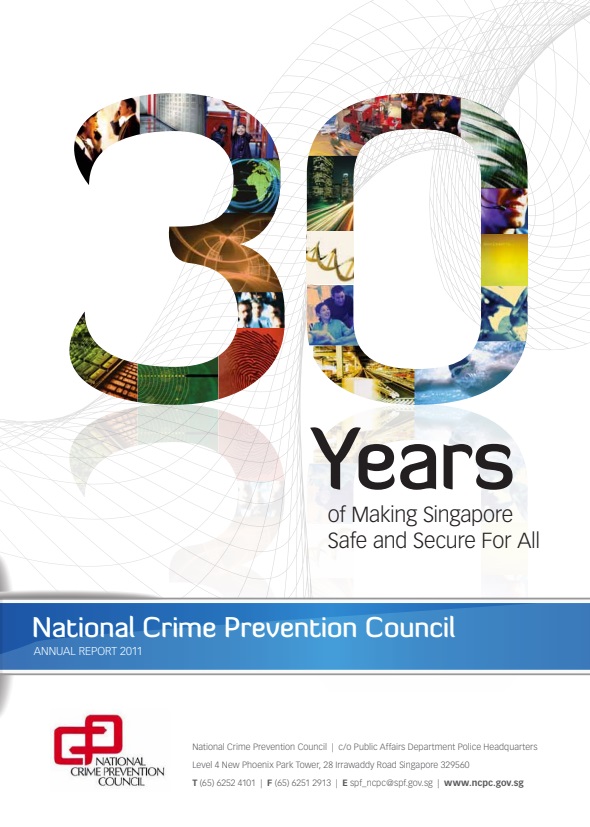 30
Years
of Making Singapore
Safe and Secure For All
National Crime Prevention Council
ANNUAL REPORT 2011
NATIONAL
CRIME PREVENTION
COUNCIL
National Crime Prevention Council | c/o Public Affairs Department Police Headquarters
Level 4 New Phoenix Park Tower, 28 Irrawaddy Road Singapore 329560
T (65) 6252 4101 | F (65) 6251 2913 | E spf_ncpc@spf.gov.sg | www.ncpc.gov.sg